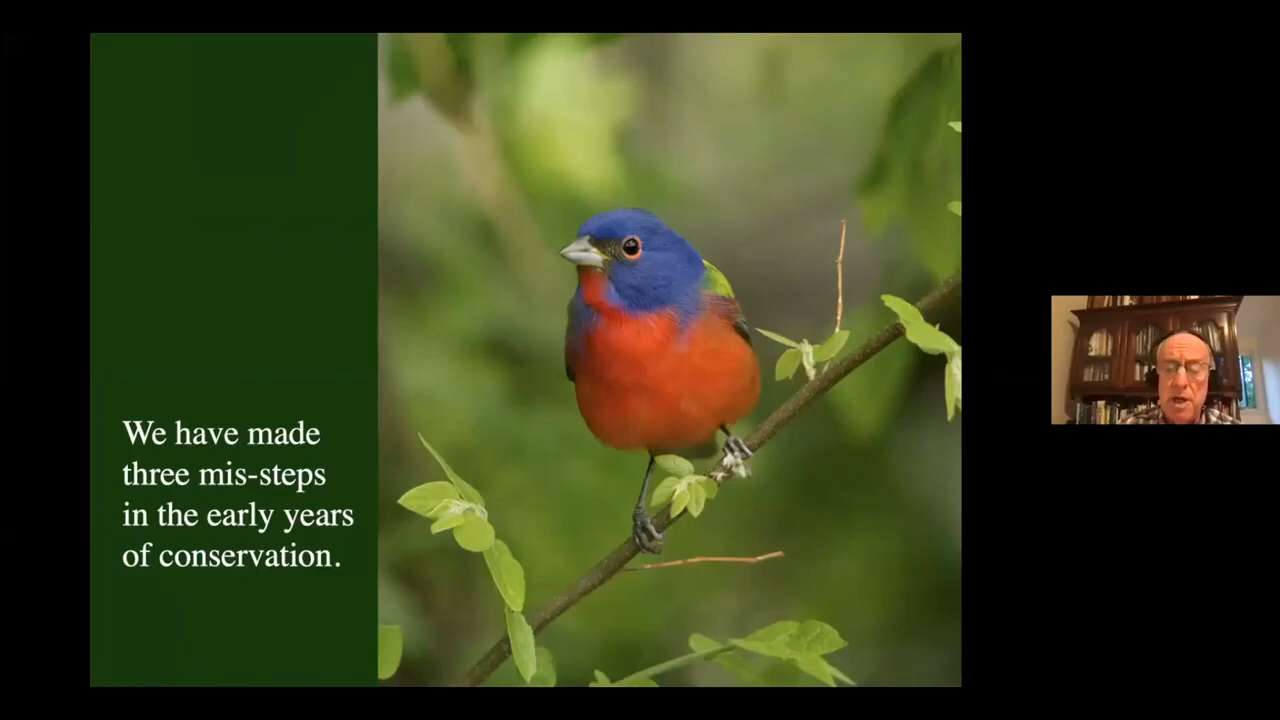 We have made
three mis-steps
in the early years
of conservation.